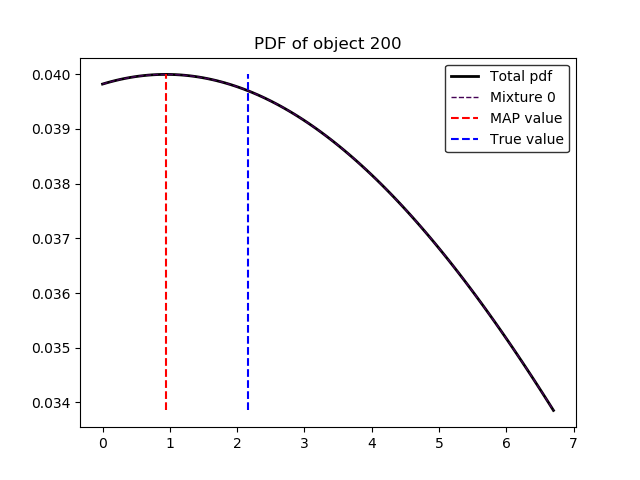 PDF of object 200
0.040
0.039
0.038
0.037
0.036
0.035
0.034
Total pdf
Mixture 0
MAP value
True value
0 1 2 3 4 5 6 7